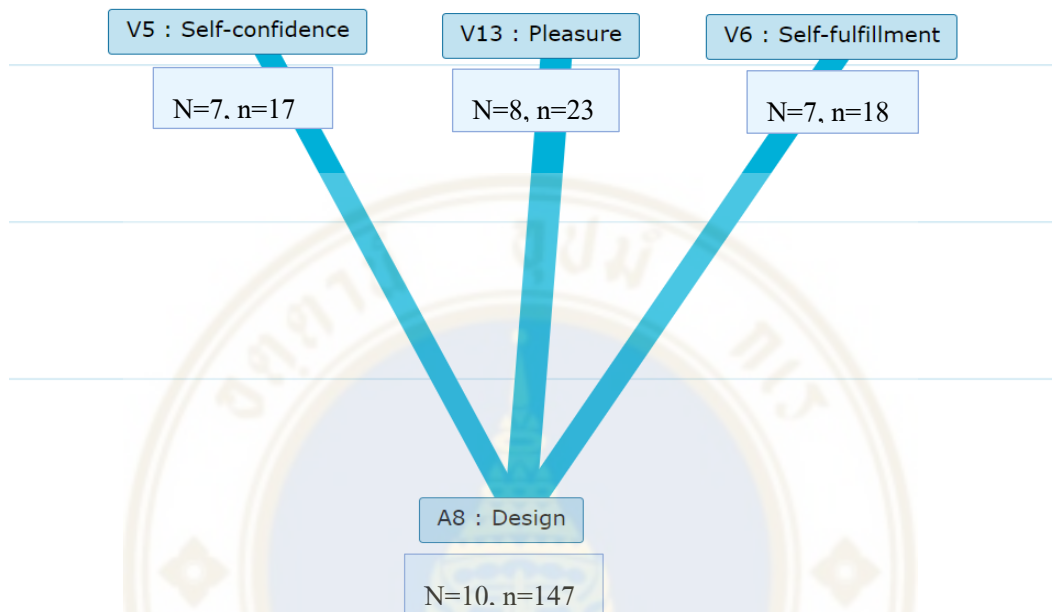 V5 : Self-confidence
V13 : Pleasure
V6 : Self-fulfillment
N=7, n=17
N=8, n=23
N=7, n=18
A8 : Design
N=10, n=147